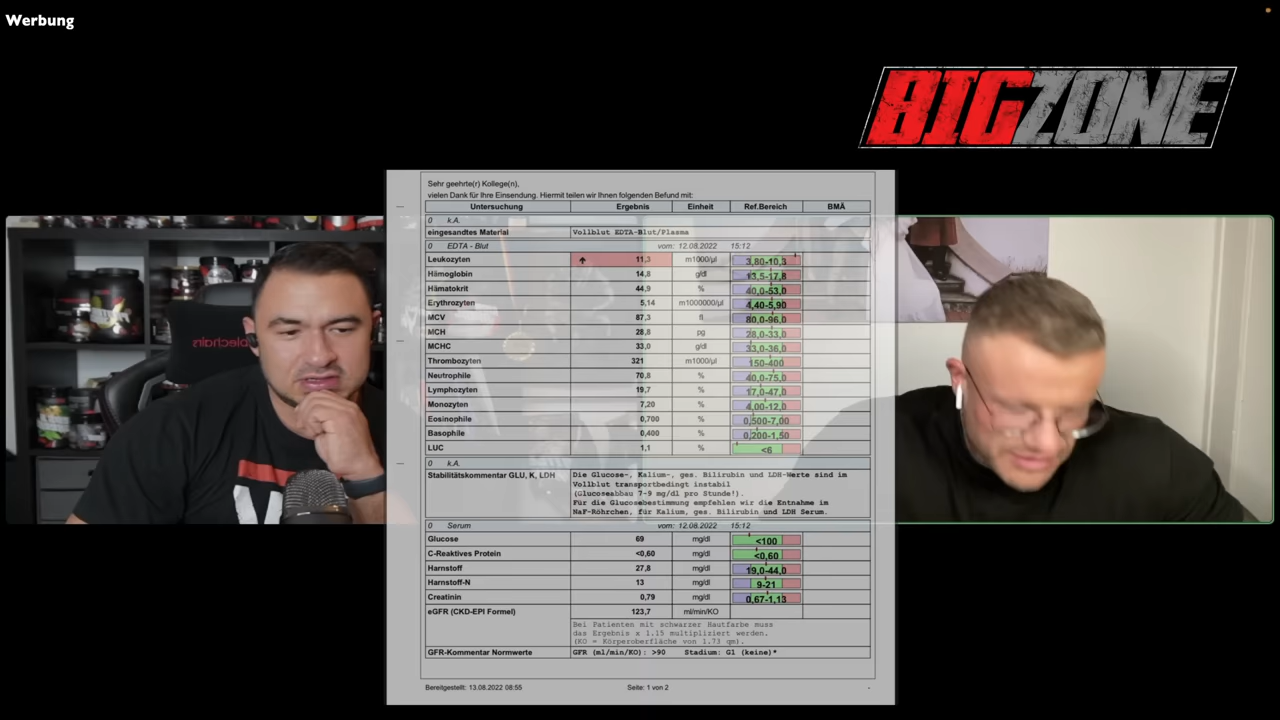 Werbung
BIGZONE
Sehr geehrte(r) Kollege(n),
vielen Dank für Ihre Einsendung. Hiermit teilen wir Ihnen folgenden Befund mit:
Untersuchung Ergebnis Einheit Ref.Bereich BMÄ
0 k.A.
eingesandtes Material Vollblut EDTA-Blut/Plasma
0 EDTA - Blut vom: 12.08.2022 15:12
Leukozyten ↑ 11,3 m1000/µl 3,80-10,3
Hämoglobin 14,8 g/dl 13,5-17,8
Hämatokrit 44,9 % 40,0-53,0
Erythrozyten 5,14 m1000000/µl 4,40-5,90
MCV 87,3 fl 80,0-96,0
MCH 28,8 pg 28,0-33,0
MCHC 33,0 g/dl 33,0-36,0
Thrombozyten 321 m1000/µl 150-400
Neutrophile 70,8 % 40,0-75,0
Lymphozyten 19,7 % 17,0-47,0
Monozyten 7,20 % 4,00-12,0
Eosinophile 0,700 % 0,500-7,00
Basophile 0,400 % 0,200-1,50
LUC 1,1 % <6
0 k.A.
Stabilitätskommentar GLU, K, LDH Die Glucose-, Kalium-, ges. Bilirubin und LDH-Werte sind im
Vollblut transportbedingt instabil
(Glucoseabbau 7-9 mg/dl pro Stunde!).
Für die Glucosebestimmung empfehlen wir die Entnahme im
NaF-Röhrchen, für Kalium, ges. Bilirubin und LDH Serum.
0 Serum vom: 12.08.2022 15:12
Glucose 69 mg/dl <100
C-Reaktives Protein <0,60 mg/dl <0,60
Harnstoff 27,8 mg/dl 19,0-44,0
Harnstoff-N 13 mg/dl 9-21
Creatinin 0,79 mg/dl 0,67-1,13
eGFR (CKD-EPI Formel) 123,7 ml/min/KO
Bei Patienten mit schwarzer Hautfarbe muss
das Ergebnis x 1.15 multipliziert werden.
(KO = Körperoberfläche von 1.73 qm).
GFR-Kommentar Normwerte GFR (ml/min/KO): >90 Stadium: G1 (keine)*
Bereitgestellt: 13.08.2022 08:55 Seite: 1 von 2